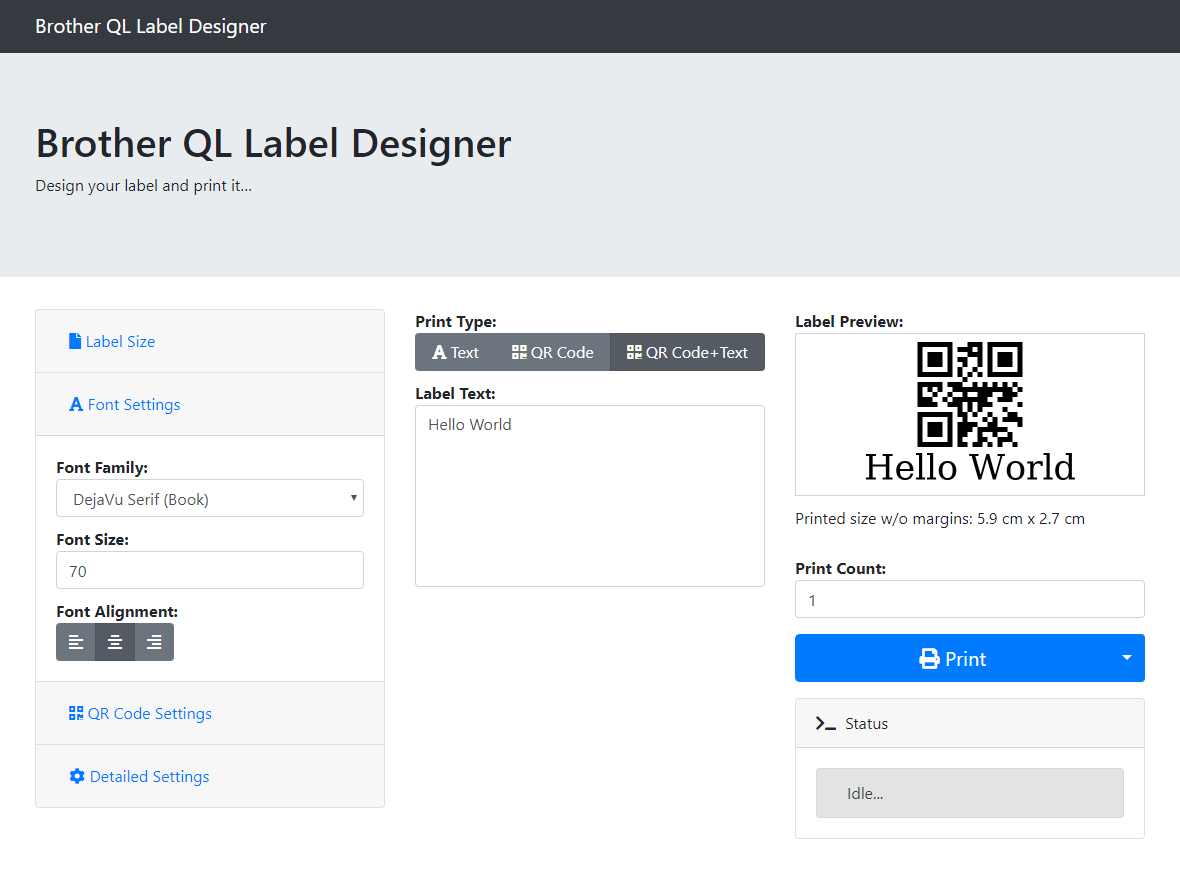 Brother QL Label Designer
Brother QL Label Designer
Design your label and print it...
Label Size
Font Settings
Font Family:
DejaVu Serif (Book)
Font Size:
70
Font Alignment:
QR Code Settings
Detailed Settings
Print Type:
Text QR Code QR Code+Text
Label Text:
Hello World
Label Preview:
Hello World
Printed size w/o margins: 5.9 cm x 2.7 cm
Print Count:
1
Print
Status
Idle...